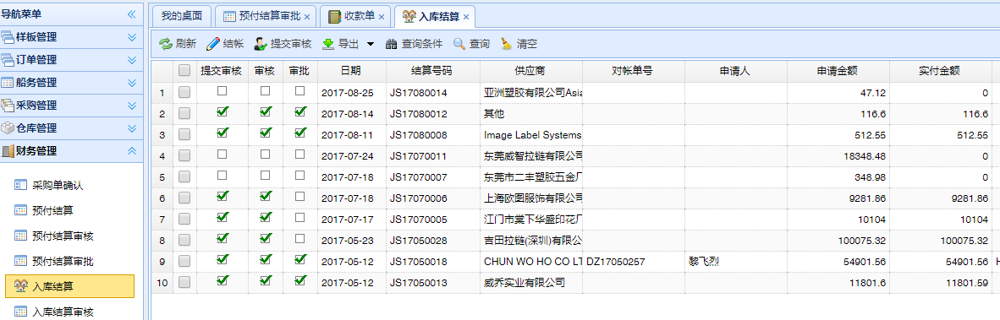 导航菜单
样板管理
订单管理
船务管理
采购管理
仓库管理
财务管理
采购单确认
预付结算
预付结算审核
预付结算审批
入库结算
入库结算审核
我的桌面 预付结算审批 收款单 入库结算
刷新 结帐 提交审核 导出 查询条件 查询 清空
提交审核 审核 审批 日期 结算号码 供应商 对帐单号 申请人 申请金额 实付金额
1 2017-08-25 JS17080014 亚洲塑胶有限公司Asia 47.12 0
2 2017-08-14 JS17080012 其他 116.6 116.6
3 2017-08-11 JS17080008 Image Label Systems 512.55 512.55
4 2017-07-24 JS17070011 东莞威智拉链有限公司 18348.48 0
5 2017-07-18 JS17070007 东莞市二丰塑胶五金厂 348.98 0
6 2017-07-18 JS17070006 上海欧图服饰有限公司 9281.86 9281.86
7 2017-07-17 JS17070005 江门市棠下华盛印花厂 10104 10104
8 2017-05-23 JS17050028 吉田拉链(深圳)有限公 100075.32 100075.32
9 2017-05-12 JS17050018 CHUN WO HO CO LT DZ17050257 黎飞烈 54901.56 54901.56 H
10 2017-05-12 JS17050013 威乔实业有限公司 11801.6 11801.59